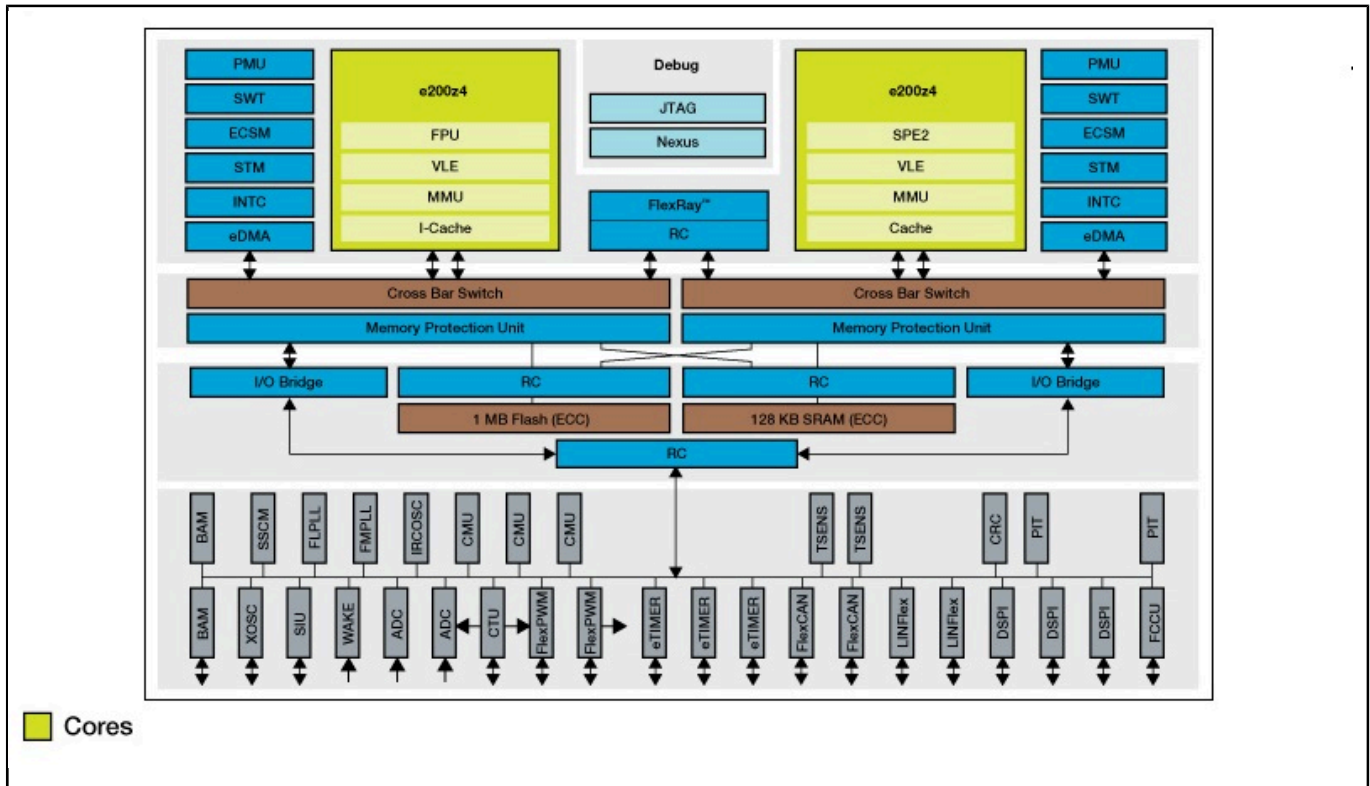 PMU
SWT
ECSM
STM
INTC
eDMA
e200z4
FPU
VLE
MMU
I-Cache
Debug
JTAG
Nexus
FlexRay™
RC
e200z4
SPE2
VLE
MMU
Cache
PMU
SWT
ECSM
STM
INTC
eDMA
Cross Bar Switch
Cross Bar Switch
Memory Protection Unit
Memory Protection Unit
I/O Bridge
RC
RC
I/O Bridge
1 MB Flash (ECC)
128 KB SRAM (ECC)
RC
BAM
SSCM
FLPLL
FMPLL
IRCOSC
CMU
CMU
CMU
TSENS
TSENS
CRC
PIT
PIT
BAM
XOSC
SIU
WAKE
ADC
ADC
CTU
FlexPWM
FlexPWM
eTIMER
eTIMER
eTIMER
FlexCAN
FlexCAN
LINFlex
LINFlex
DSPI
DSPI
DSPI
FCCU
Cores